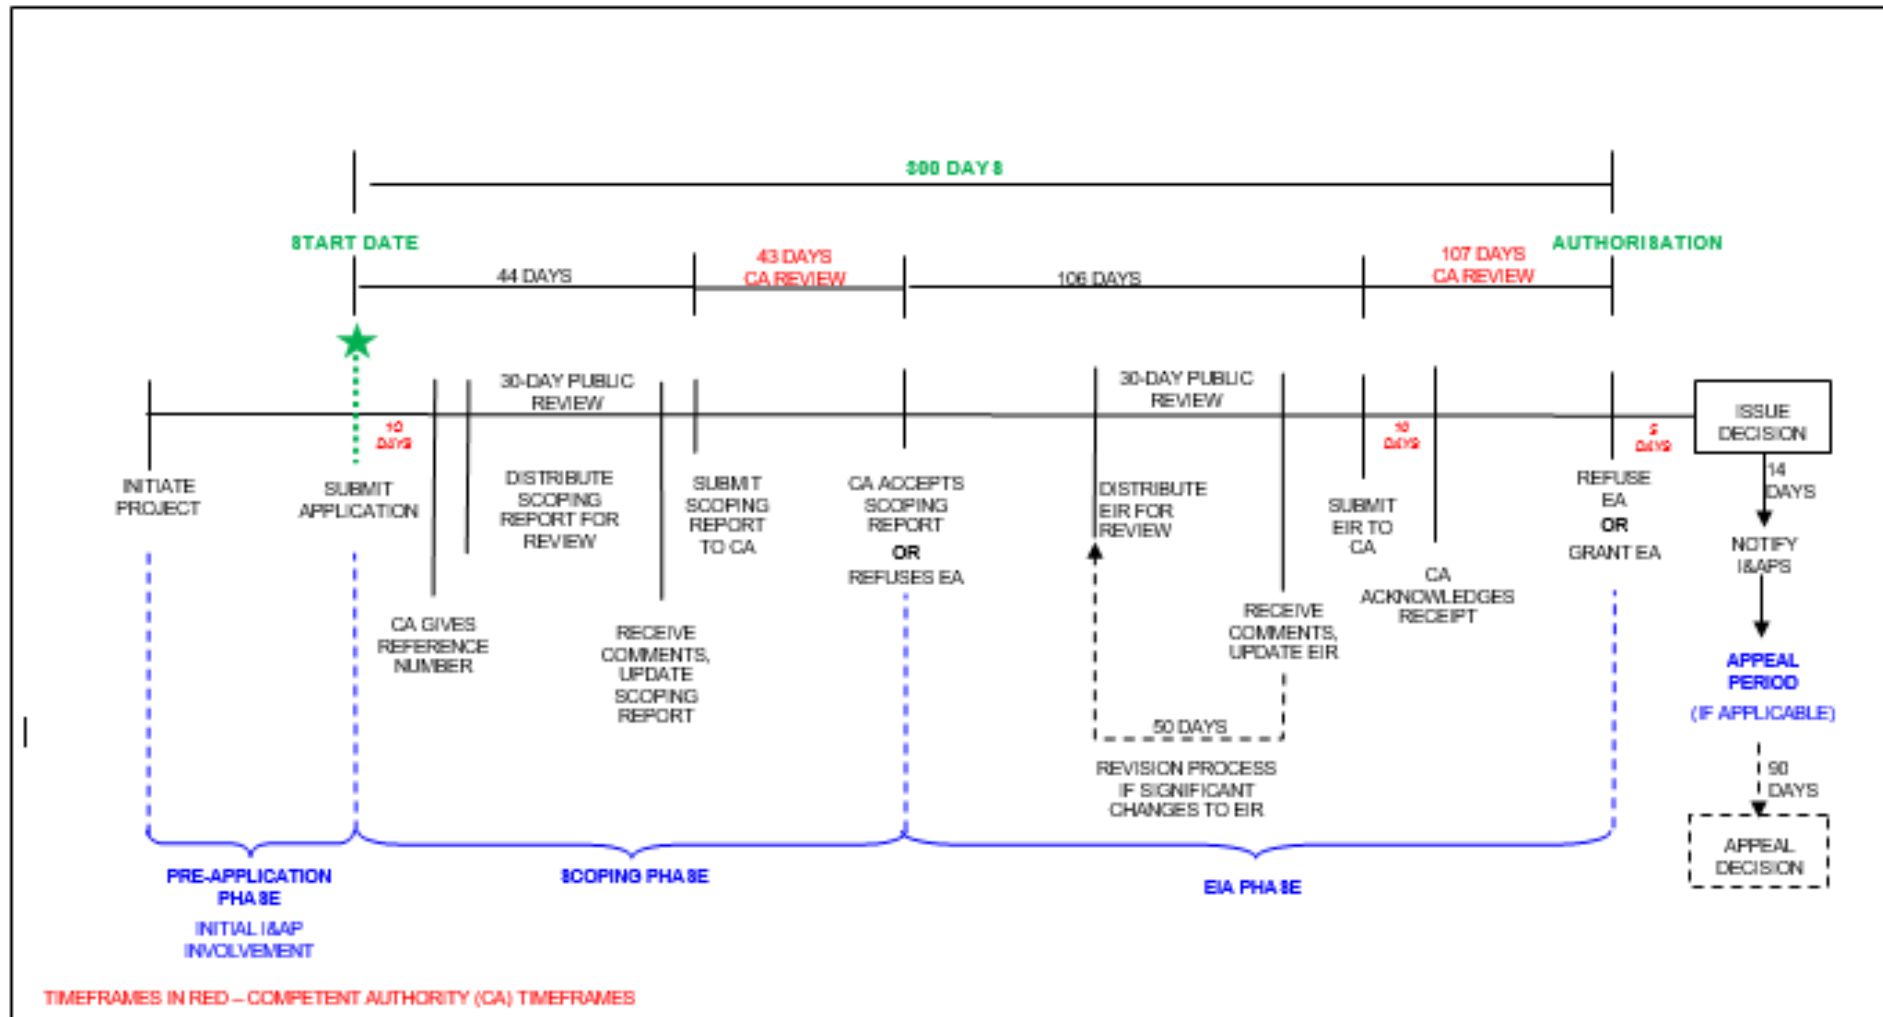 300 DAYS
START DATE
AUTHORISATION
44 DAYS
43 DAYS
CA REVIEW
106 DAYS
107 DAYS
CA REVIEW
30-DAY PUBLIC
REVIEW
30-DAY PUBLIC
REVIEW
10
DAYS
10
DAYS
5
DAYS
ISSUE
DECISION
INITIATE
PROJECT
SUBMIT
APPLICATION
DISTRIBUTE
SCOPING
REPORT FOR
REVIEW
SUBMIT
SCOPING
REPORT
TO CA
CA ACCEPTS
SCOPING
REPORT
OR
REFUSES EA
DISTRIBUTE
EIR FOR
REVIEW
SUBMIT
EIR TO
CA
REFUSE
EA
OR
GRANT EA
14
DAYS
NOTIFY
I&APS
CA GIVES
REFERENCE
NUMBER
RECEIVE
COMMENTS,
UPDATE
SCOPING
REPORT
RECEIVE
COMMENTS,
UPDATE EIR
CA
ACKNOWLEDGES
RECEIPT
APPEAL
PERIOD
(IF APPLICABLE)
50 DAYS
REVISION PROCESS
IF SIGNIFICANT
CHANGES TO EIR
90
DAYS
APPEAL
DECISION
PRE-APPLICATION
PHASE
INITIAL I&AP
INVOLVEMENT
SCOPING PHASE
EIA PHASE
TIMEFRAMES IN RED – COMPETENT AUTHORITY (CA) TIMEFRAMES